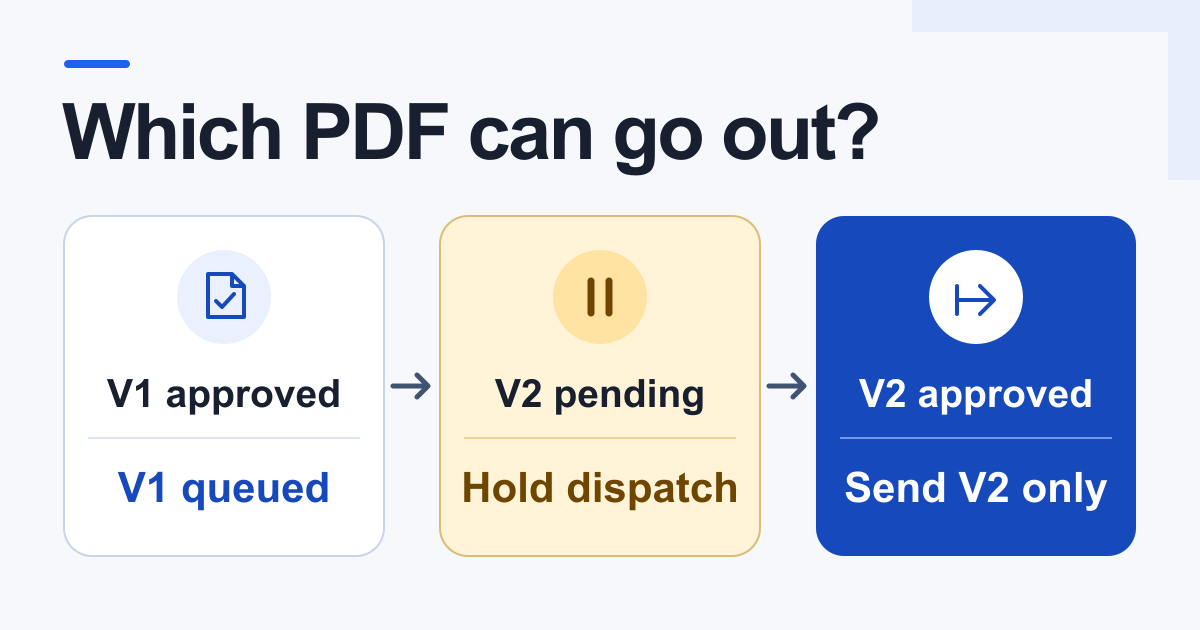 Which PDF can go out?
V1 approved
V1 queued
V2 pending
Hold dispatch
V2 approved
Send V2 only